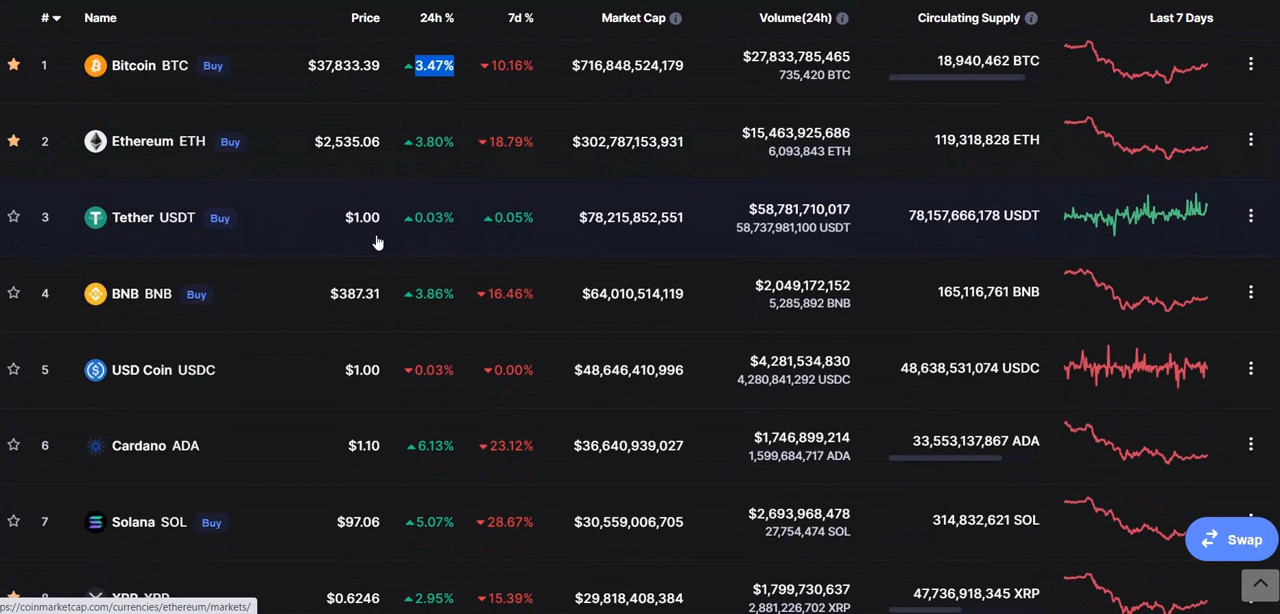 # Name Price 24h % 7d % Market Cap Volume(24h) Circulating Supply Last 7 Days
1 Bitcoin BTC Buy $37,833.39 3.47% 10.16% $716,848,524,179 $27,833,785,465 18,940,462 BTC
735,420 BTC
2 Ethereum ETH Buy $2,535.06 3.80% 18.79% $302,787,153,931 $15,463,925,686 119,318,828 ETH
6,093,843 ETH
3 Tether USDT Buy $1.00 0.03% 0.05% $78,215,852,551 $58,781,710,017 78,157,666,178 USDT
58,737,981,100 USDT
4 BNB BNB Buy $387.31 3.86% 16.46% $64,010,514,119 $2,049,172,152 165,116,761 BNB
5,285,892 BNB
5 USD Coin USDC $1.00 0.03% 0.00% $48,646,410,996 $4,281,534,830 48,638,531,074 USDC
4,280,841,292 USDC
6 Cardano ADA $1.10 6.13% 23.12% $36,640,939,027 $1,746,899,214 33,553,137,867 ADA
1,599,684,717 ADA
7 Solana SOL Buy $97.06 5.07% 28.67% $30,559,006,705 $2,693,968,478 314,832,621 SOL
27,754,474 SOL
Swap
8 XRP XRP $0.6246 2.95% 15.39% $29,818,408,384 $1,799,730,637 47,736,918,345 XRP
2,881,226,702 XRP
ps://coinmarketcap.com/currencies/ethereum/markets/